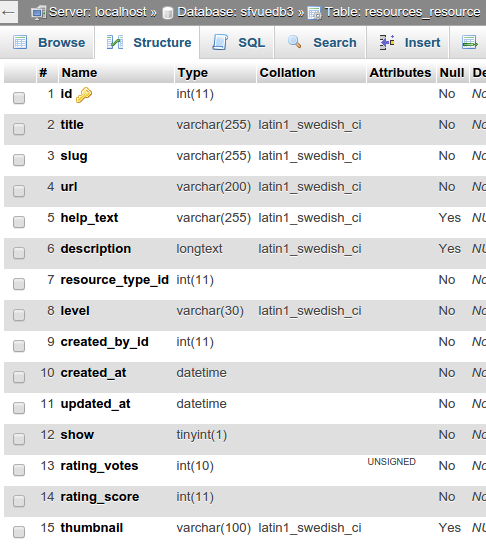 Server: localhost » Database: sfvuedb3 » Table: resources_resource
Browse Structure SQL Search Insert
# Name Type Collation Attributes Null De
1 id int(11) No No
2 title varchar(255) latin1_swedish_ci No No
3 slug varchar(255) latin1_swedish_ci No No
4 url varchar(200) latin1_swedish_ci No No
5 help_text varchar(255) latin1_swedish_ci Yes NU
6 description longtext latin1_swedish_ci Yes NU
7 resource_type_id int(11) No No
8 level varchar(30) latin1_swedish_ci No No
9 created_by_id int(11) No No
10 created_at datetime No No
11 updated_at datetime No No
12 show tinyint(1) No No
13 rating_votes int(10) UNSIGNED No No
14 rating_score int(11) No No
15 thumbnail varchar(100) latin1_swedish_ci Yes NU